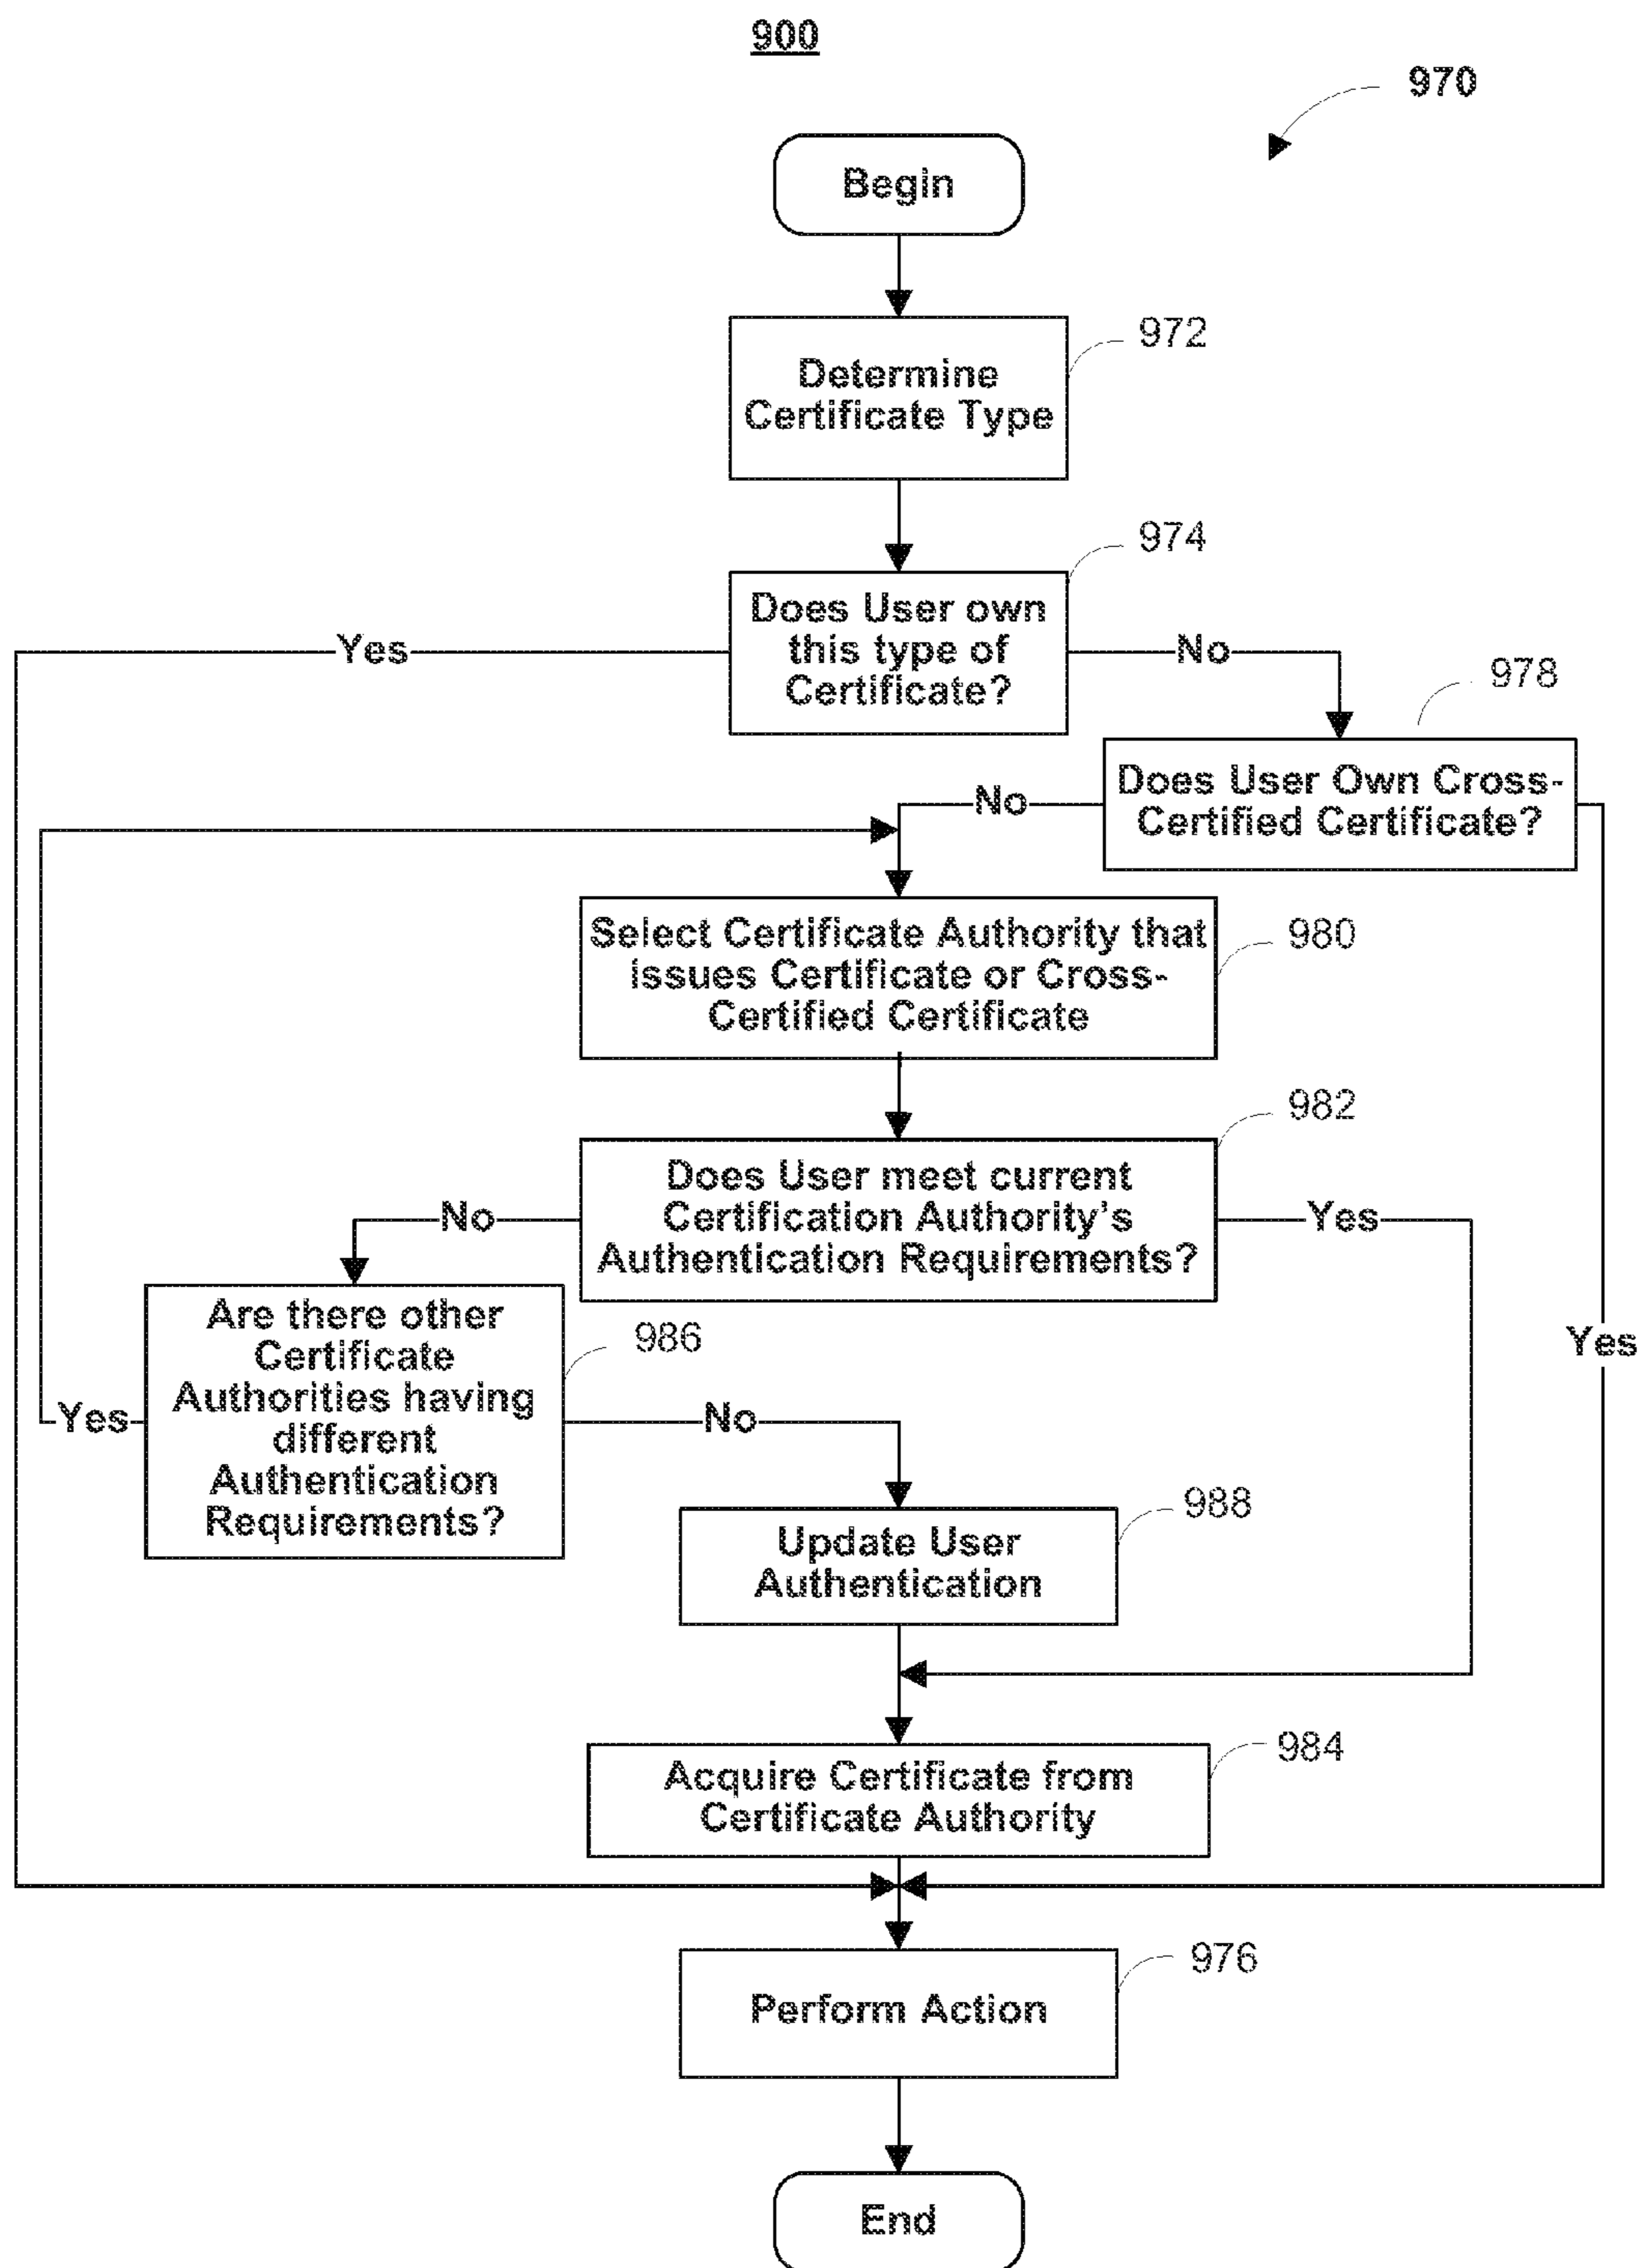 900
970
Begin
972
Determine
Certificate Type
974
Does User own
this type of
Certificate?
Yes
No
978
Does User Own Cross-
Certified Certificate?
No
Yes
980
Select Certificate Authority that
issues Certificate or Cross-
Certified Certificate
982
Does User meet current
Certification Authority's
Authentication Requirements?
No
Yes
986
Are there other
Certificate
Authorities having
different
Authentication
Requirements?
Yes
No
988
Update User
Authentication
984
Acquire Certificate from
Certificate Authority
976
Perform Action
End